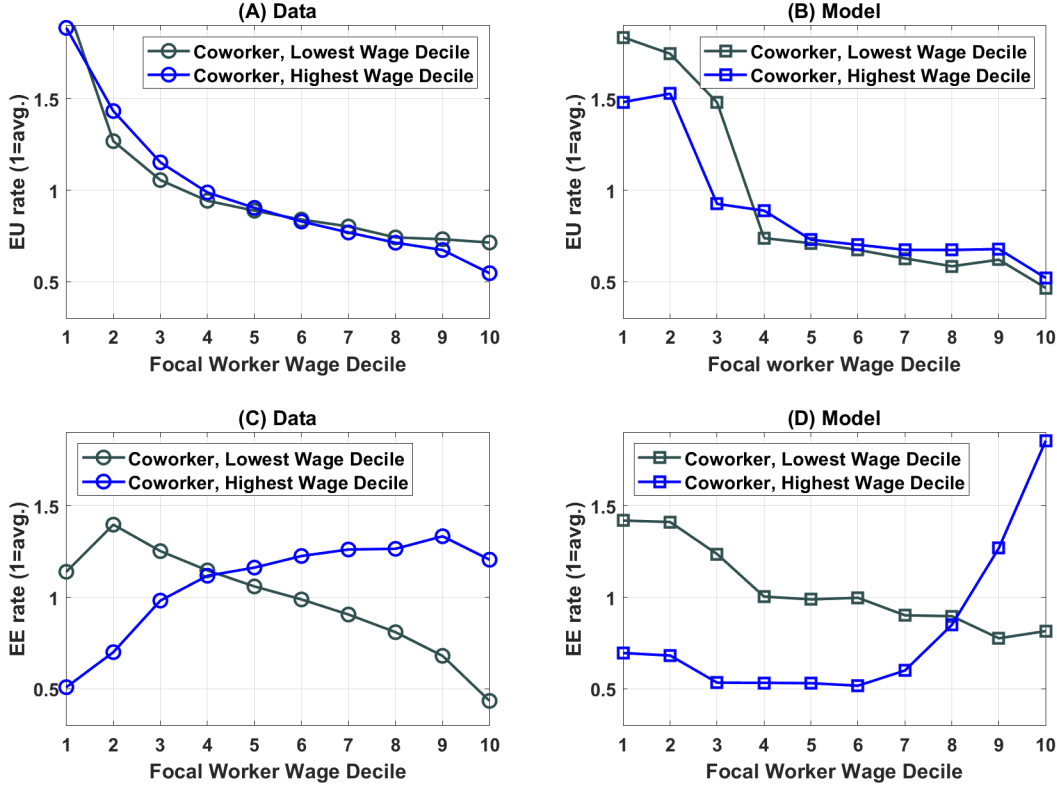 (A) Data
Coworker, Lowest Wage Decile
Coworker, Highest Wage Decile
EU rate (1=avg.)
1.5
1
0.5
1 2 3 4 5 6 7 8 9 10
Focal Worker Wage Decile
(B) Model
Coworker, Lowest Wage Decile
Coworker, Highest Wage Decile
EU rate (1=avg.)
1.5
1
0.5
1 2 3 4 5 6 7 8 9 10
Focal worker Wage Decile
(C) Data
Coworker, Lowest Wage Decile
Coworker, Highest Wage Decile
EE rate (1=avg.)
1.5
1
0.5
1 2 3 4 5 6 7 8 9 10
Focal Worker Wage Decile
(D) Model
Coworker, Lowest Wage Decile
Coworker, Highest Wage Decile
EE rate (1=avg.)
1.5
1
0.5
1 2 3 4 5 6 7 8 9 10
Focal Worker Wage Decile